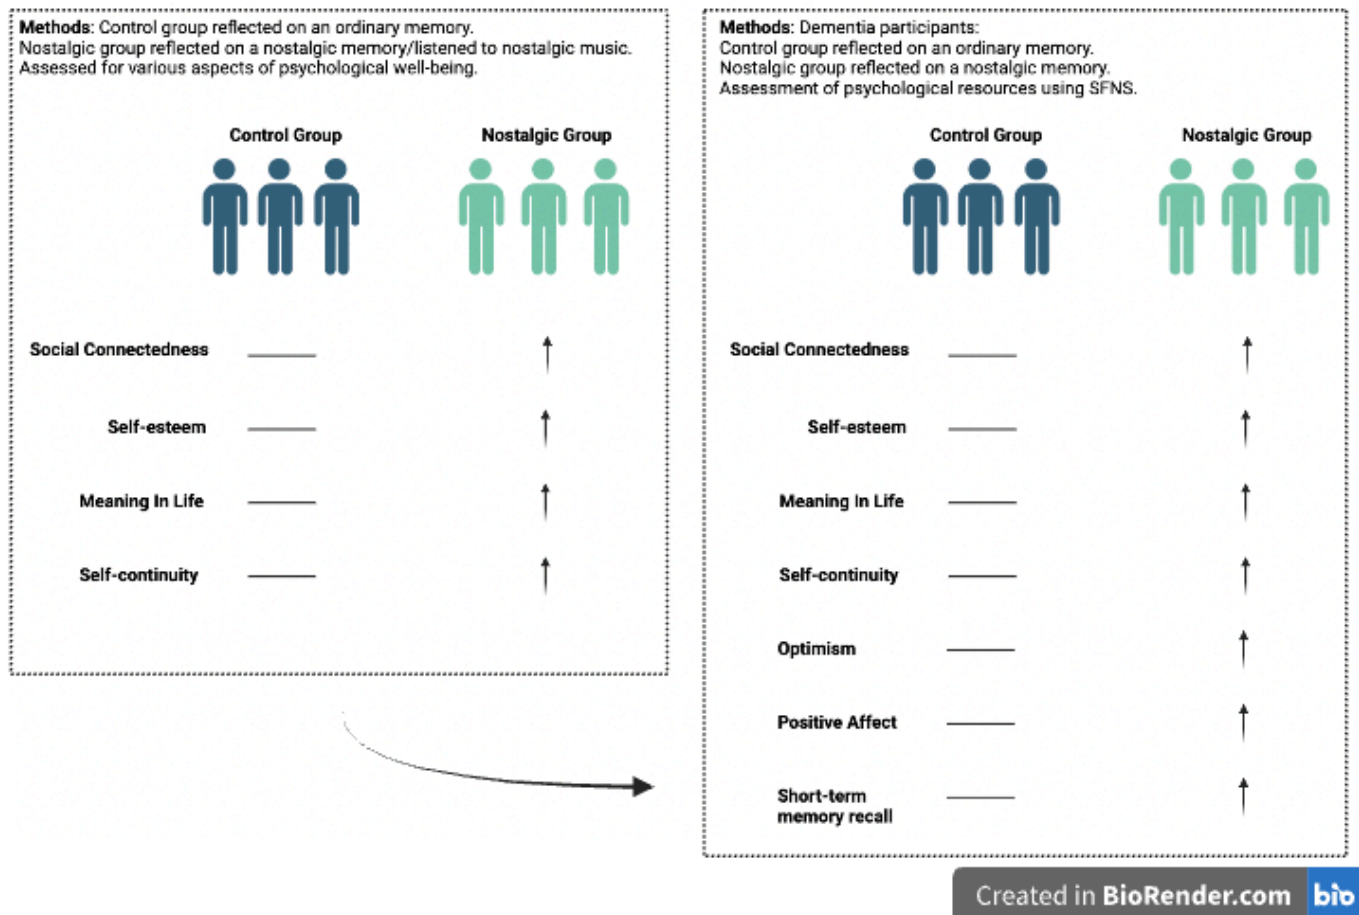 Methods: Control group reflected on an ordinary memory.
Nostalgic group reflected on a nostalgic memory/listened to nostalgic music.
Assessed for various aspects of psychological well-being.
Control Group
Nostalgic Group
Social Connectedness
Self-esteem
Meaning In Life
Self-continuity
Methods: Dementia participants:
Control group reflected on an ordinary memory.
Nostalgic group reflected on a nostalgic memory.
Assessment of psychological resources using SFNS.
Control Group
Nostalgic Group
Social Connectedness
Self-esteem
Meaning In Life
Self-continuity
Optimism
Positive Affect
Short-term
memory recall
Created in BioRender.com bio